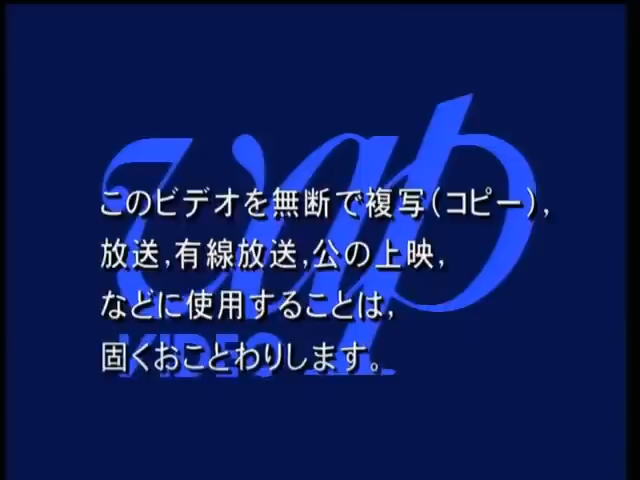 vap
このビデオを無断で複写(コピー),
放送,有線放送,公の上映,
などに使用することは,
固くおことわりします。
VIDEO